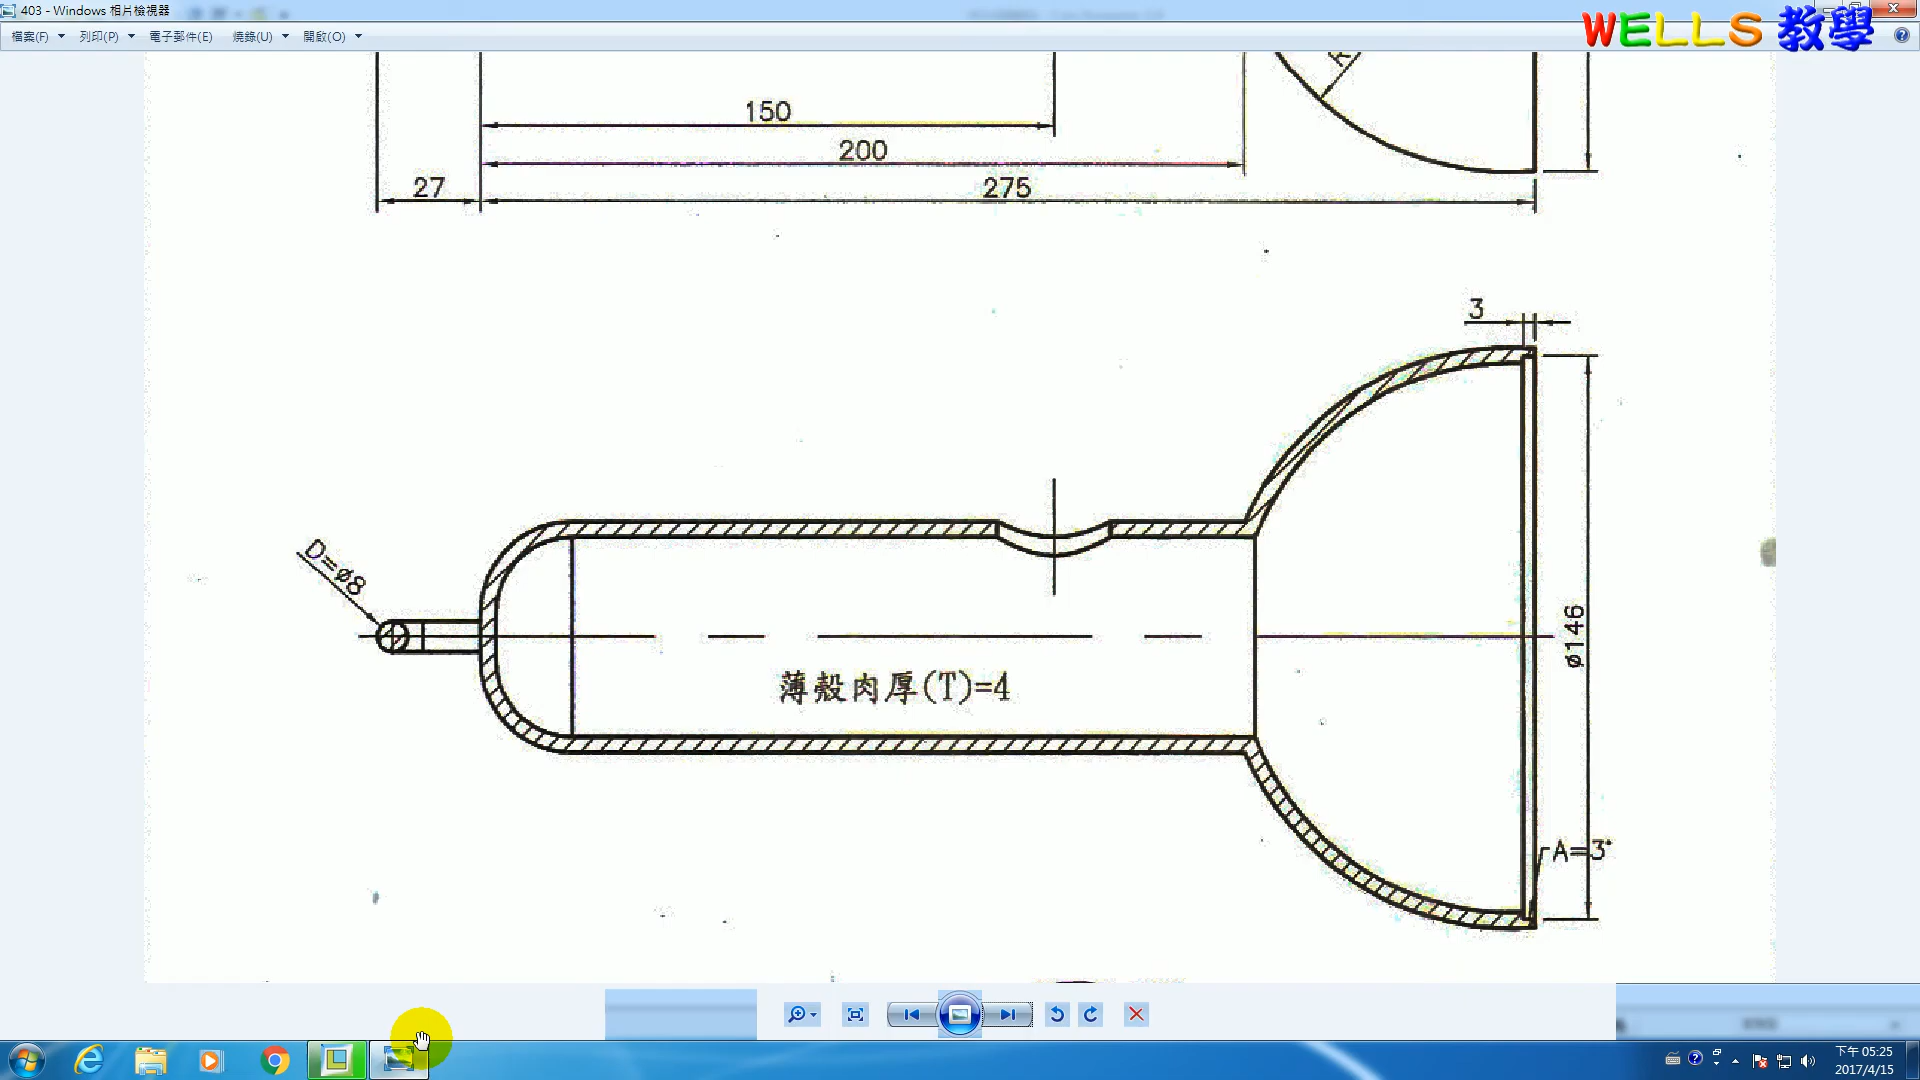 403 - Windows 相片檢視器
WELLS 教學
檔案(F) 列印(P) 電子郵件(E) 燒錄(U) 開啟(O)
R
150
200
27
275
3
D=ø8
薄殼肉厚(T)=4
ø146
A=3°
下午 05:25
2017/4/15